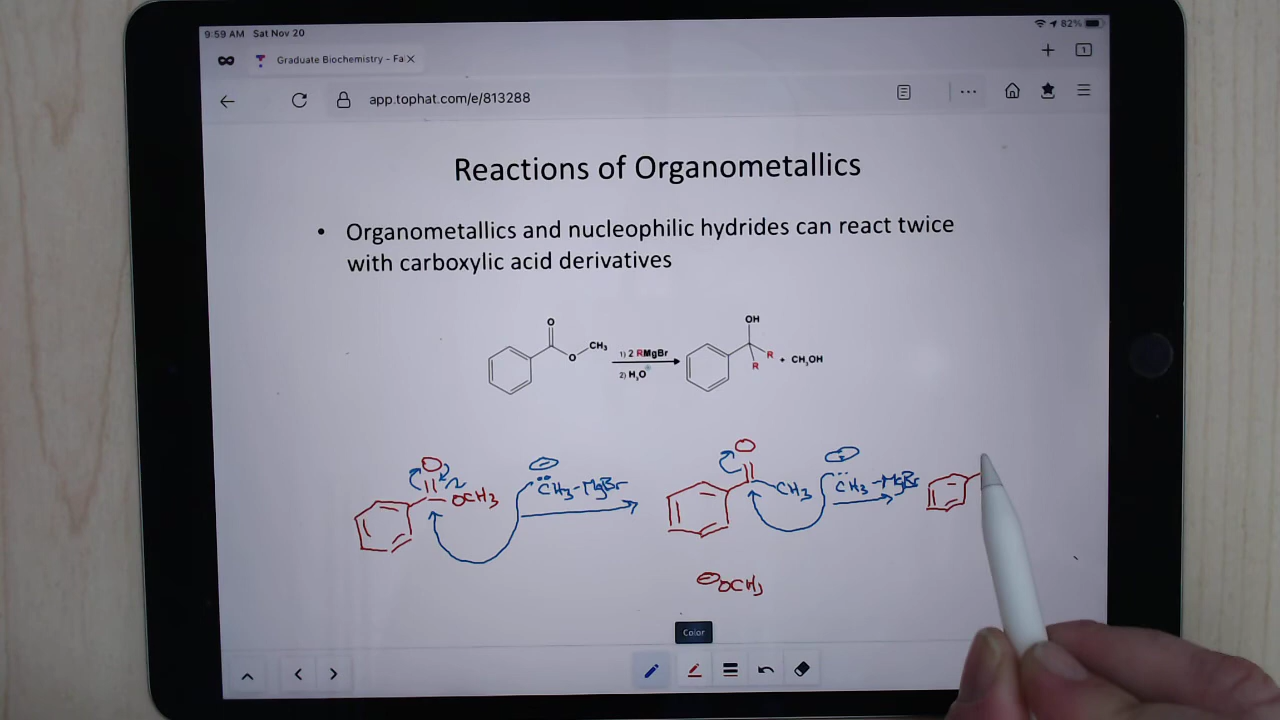 9:59 AM Sat Nov 20
82%
Graduate Biochemistry - Fa
1
app.tophat.com/e/813288
Reactions of Organometallics
• Organometallics and nucleophilic hydrides can react twice
with carboxylic acid derivatives
O
O
CH₃
1) 2 RMgBr
2) H₂O
OH
R
R
+ CH₃OH
O
OCH₃
⊖
:CH₃-MgBr
O
CH₃
⊖
:CH₃-MgBr
⊖OCH₃
Color